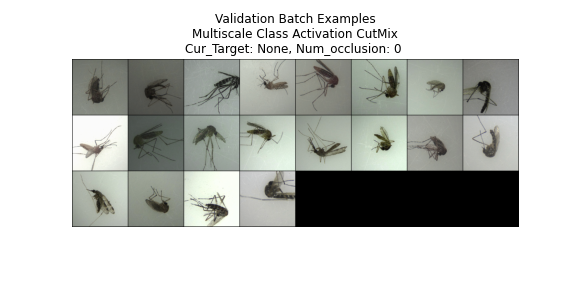 Validation Batch Examples
Multiscale Class Activation CutMix
Cur_Target: None, Num_occlusion: 0